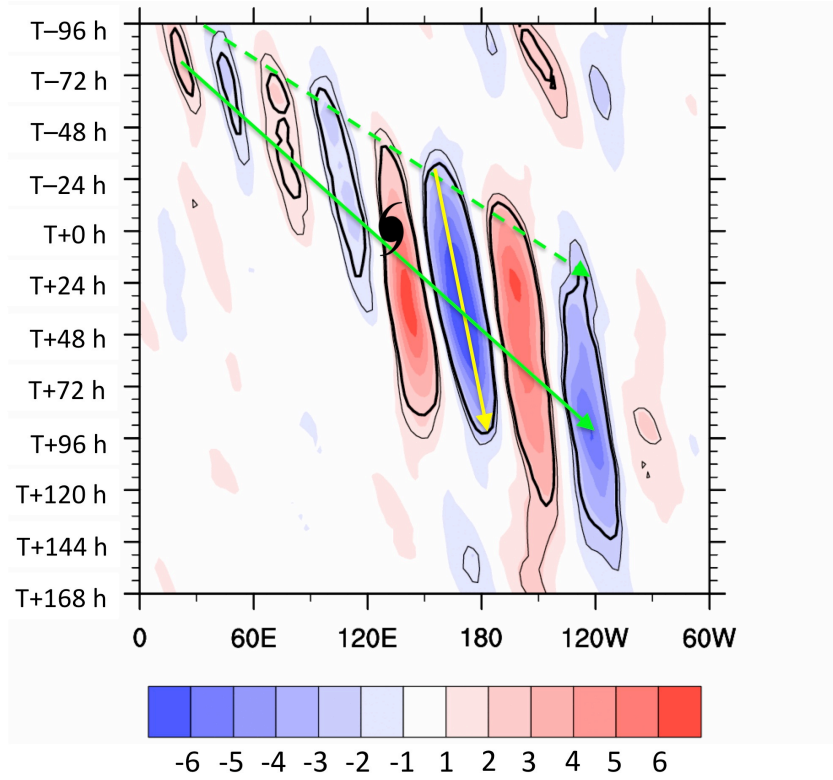 T−96 h
T−72 h
T−48 h
T−24 h
T+0 h
T+24 h
T+48 h
T+72 h
T+96 h
T+120 h
T+144 h
T+168 h
0 60E 120E 180 120W 60W
-6 -5 -4 -3 -2 -1 1 2 3 4 5 6